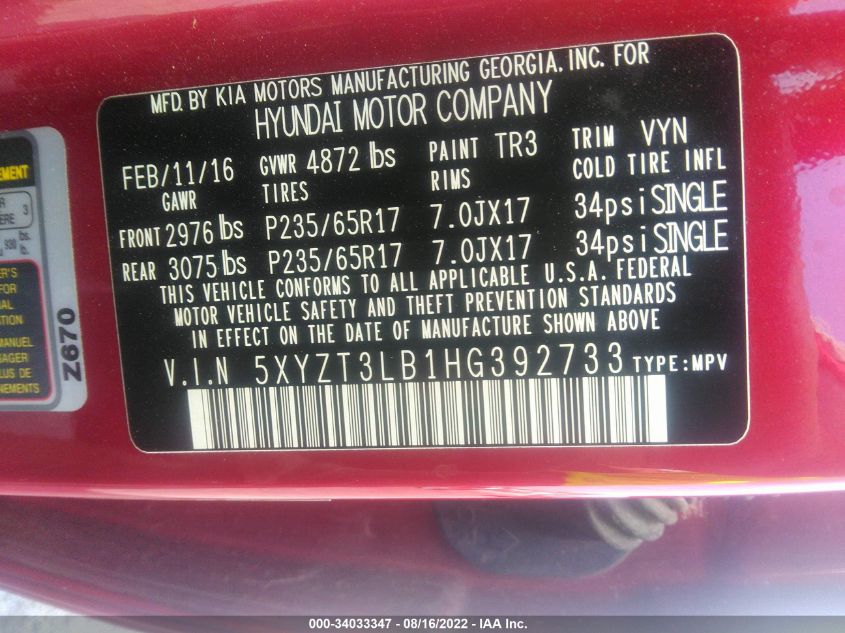 MFD. BY KIA MOTORS MANUFACTURING GEORGIA, INC. FOR
HYUNDAI MOTOR COMPANY
FEB/11/16 GVWR 4872 lbs PAINT TR3 TRIM VYN
GAWR TIRES RIMS COLD TIRE INFL
FRONT 2976 lbs P235/65R17 7.0JX17 34psi SINGLE
REAR 3075 lbs P235/65R17 7.0JX17 34psi SINGLE
THIS VEHICLE CONFORMS TO ALL APPLICABLE U.S.A. FEDERAL
MOTOR VEHICLE SAFETY AND THEFT PREVENTION STANDARDS
IN EFFECT ON THE DATE OF MANUFACTURE SHOWN ABOVE
V.I.N 5XYZT3LB1HG392733 TYPE:MPV
3
lbs.
930
Z670
000-34033347 - 08/16/2022 - IAA Inc.